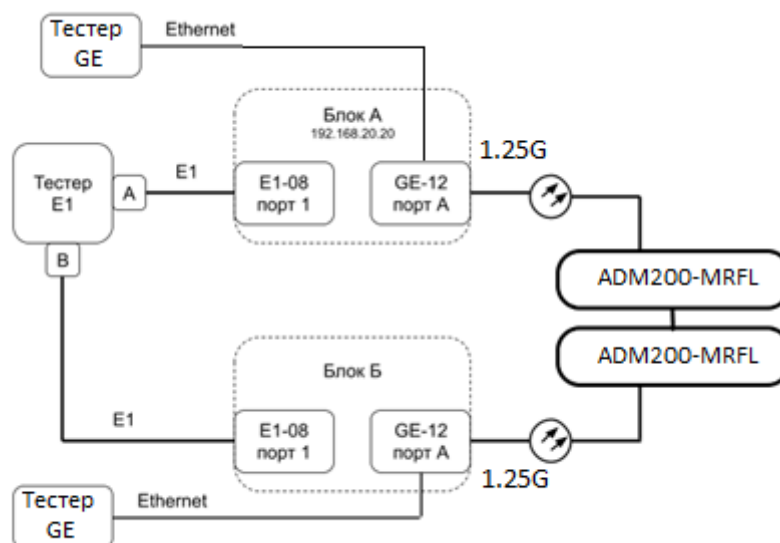 Тестер
GE
Ethernet
Блок А
192.168.20.20
1.25G
Тестер
E1
A
E1
E1-08
порт 1
GE-12
порт А
B
ADM200-MRFL
ADM200-MRFL
Блок Б
E1
E1-08
порт 1
GE-12
порт А
1.25G
Тестер
GE
Ethernet